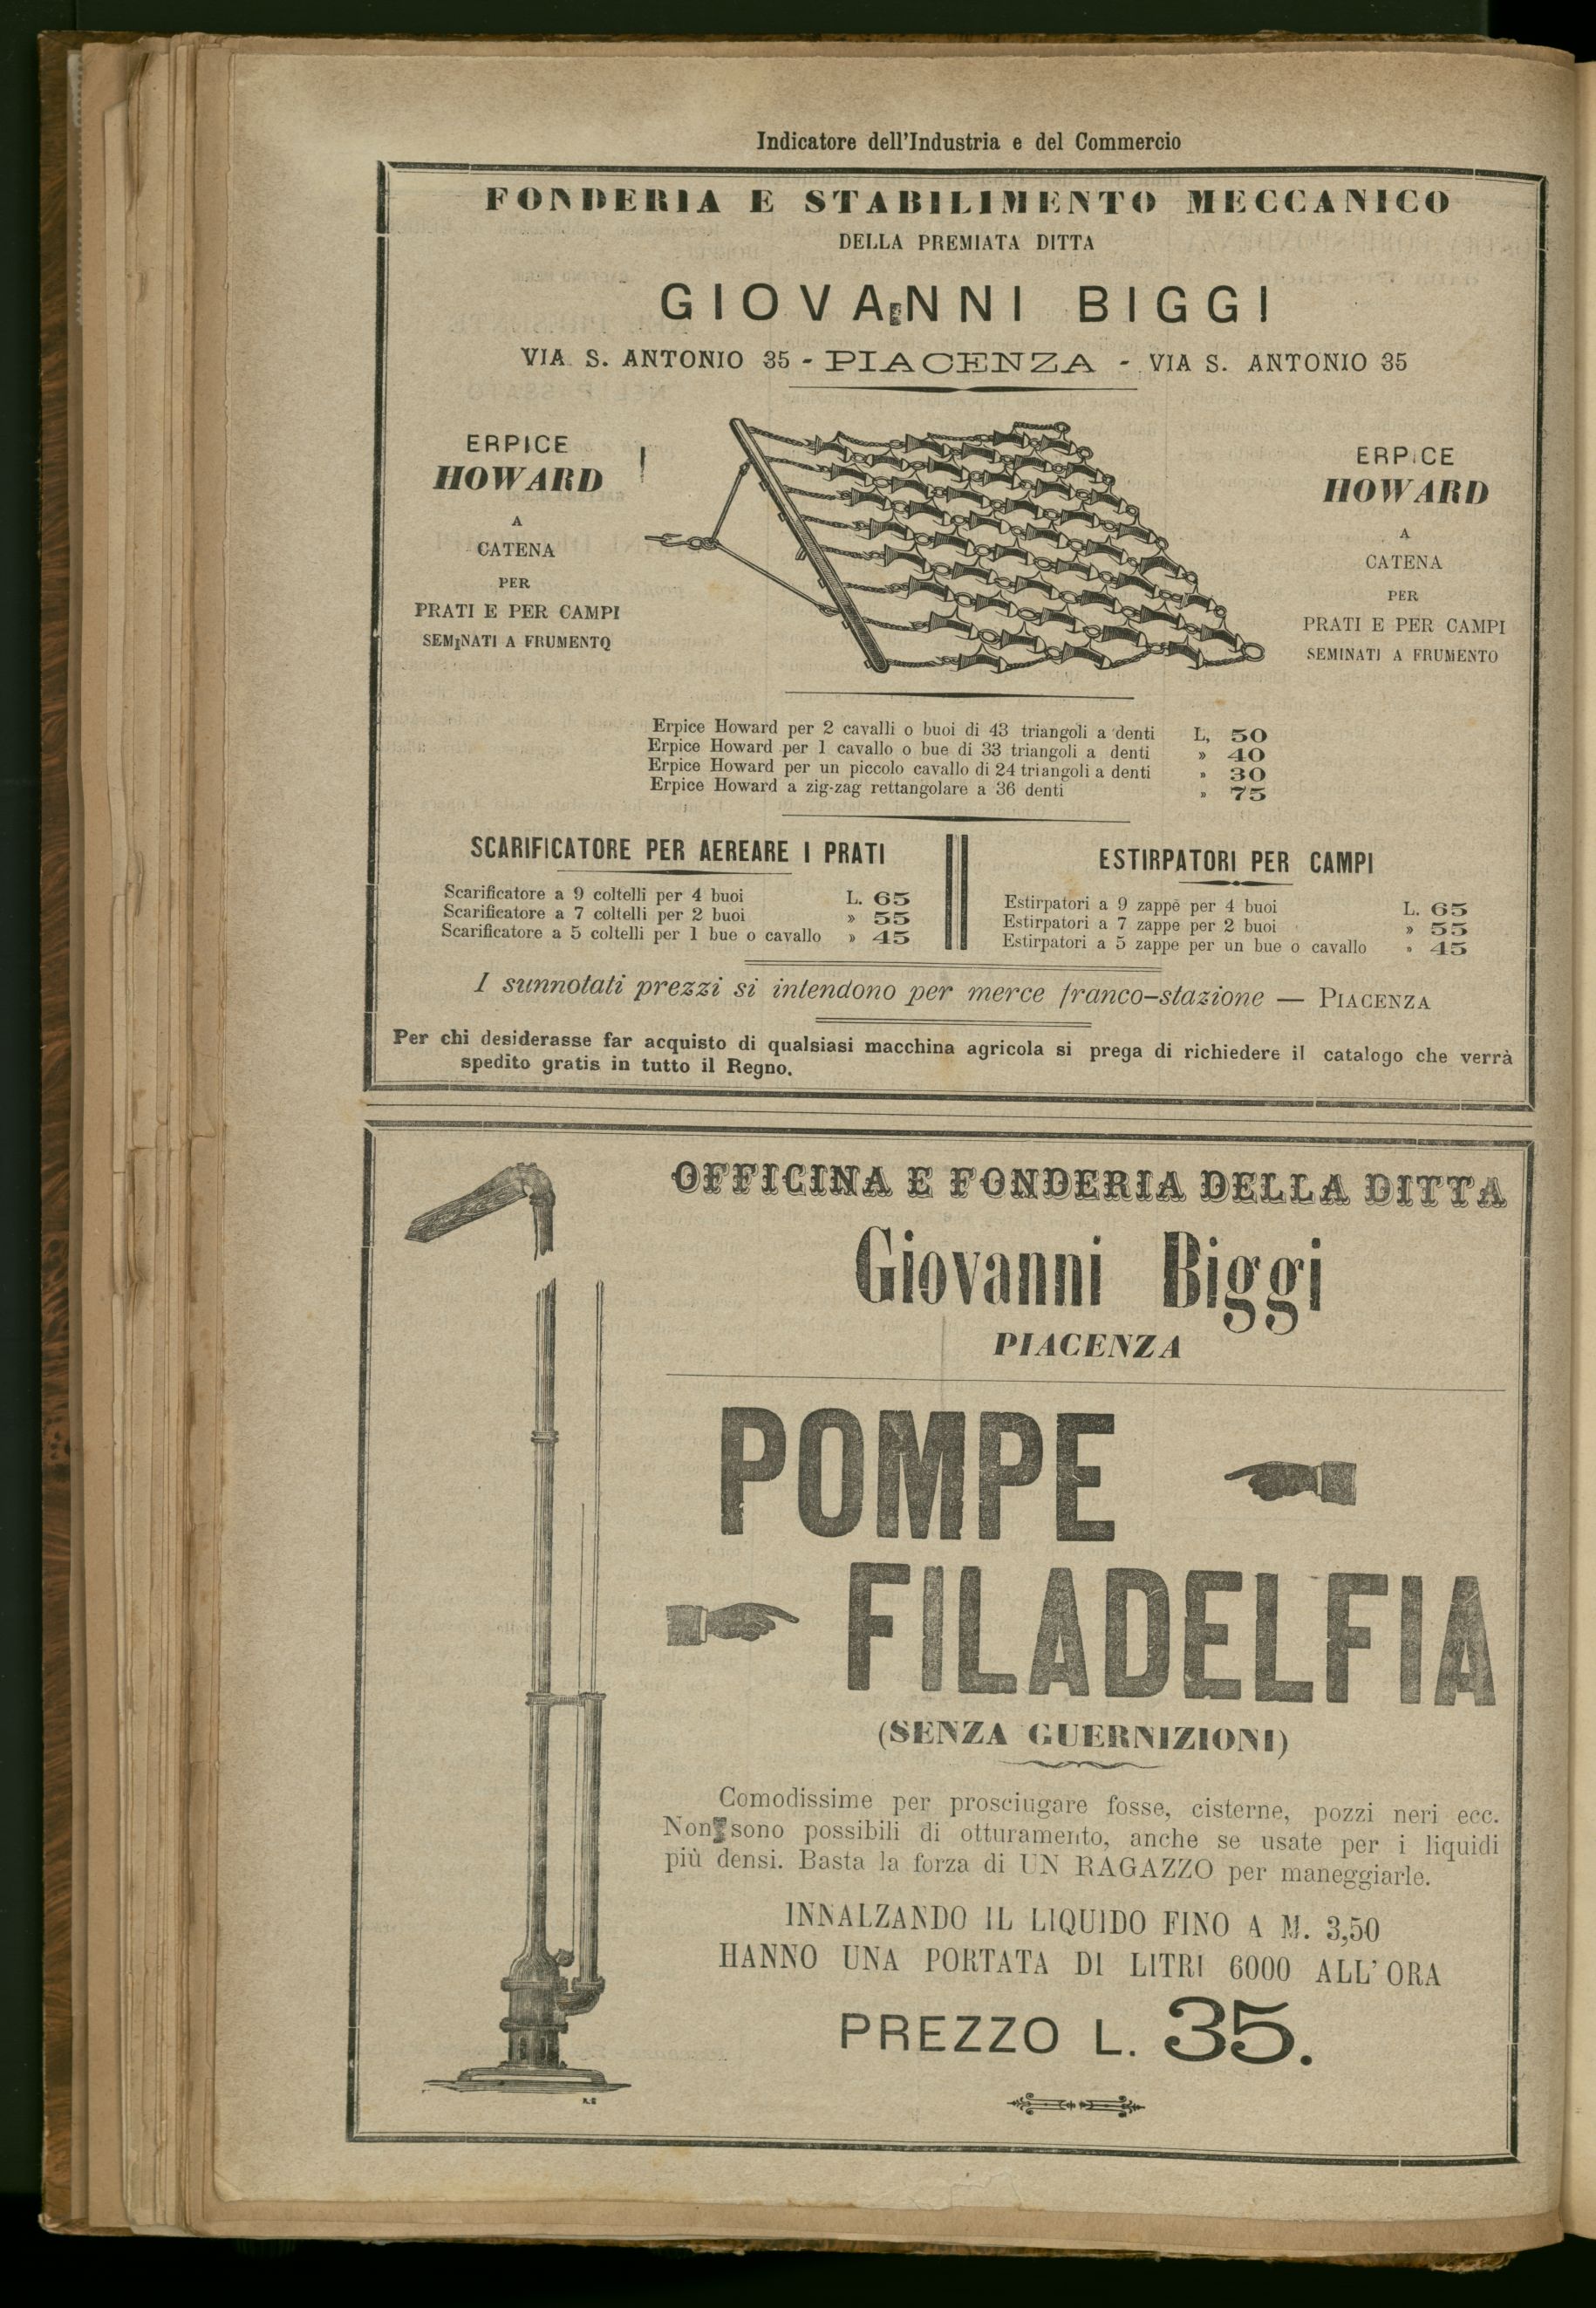 Indicatore dell'Industria e del Commercio
FONDERIA E STABILIMENTO MECCANICO
DELLA PREMIATA DITTA
GIOVANNI BIGGI
VIA S. ANTONIO 35 - PIACENZA - VIA S. ANTONIO 35
ERPICE
HOWARD
A
CATENA
PER
PRATI E PER CAMPI
SEMINATI A FRUMENTO
ERPICE
HOWARD
A
CATENA
PER
PRATI E PER CAMPI
SEMINATI A FRUMENTO
Erpice Howard per 2 cavalli o buoi di 43 triangoli a denti L, 50
Erpice Howard per 1 cavallo o bue di 33 triangoli a denti » 40
Erpice Howard per un piccolo cavallo di 24 triangoli a denti » 30
Erpice Howard a zig-zag rettangolare a 36 denti » 75
SCARIFICATORE PER AEREARE I PRATI
Scarificatore a 9 coltelli per 4 buoi L. 65
Scarificatore a 7 coltelli per 2 buoi » 55
Scarificatore a 5 coltelli per 1 bue o cavallo » 45
ESTIRPATORI PER CAMPI
Estirpatori a 9 zappe per 4 buoi L. 65
Estirpatori a 7 zappe per 2 buoi » 55
Estirpatori a 5 zappe per un bue o cavallo » 45
I sunnotati prezzi si intendono per merce franco-stazione — PIACENZA
Per chi desiderasse far acquisto di qualsiasi macchina agricola si prega di richiedere il catalogo che verrà
spedito gratis in tutto il Regno.
OFFICINA E FONDERIA DELLA DITTA
Giovanni Biggi
PIACENZA
POMPE
FILADELFIA
(SENZA GUERNIZIONI)
Comodissime per prosciugare fosse, cisterne, pozzi neri ecc.
Non sono possibili di otturamento, anche se usate per i liquidi
più densi. Basta la forza di UN RAGAZZO per maneggiarle.
INNALZANDO IL LIQUIDO FINO A M. 3,50
HANNO UNA PORTATA DI LITRI 6000 ALL' ORA
PREZZO L. 35.